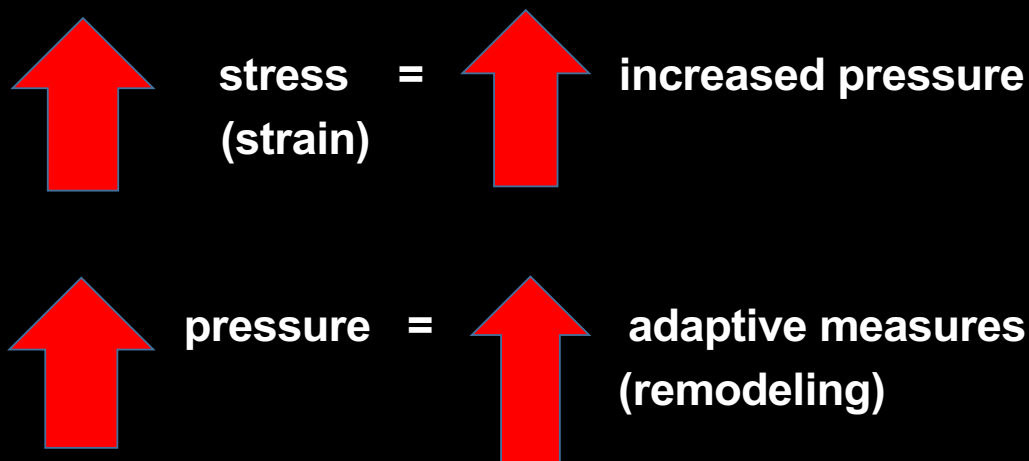 stress = increased pressure
(strain)
pressure = adaptive measures
(remodeling)